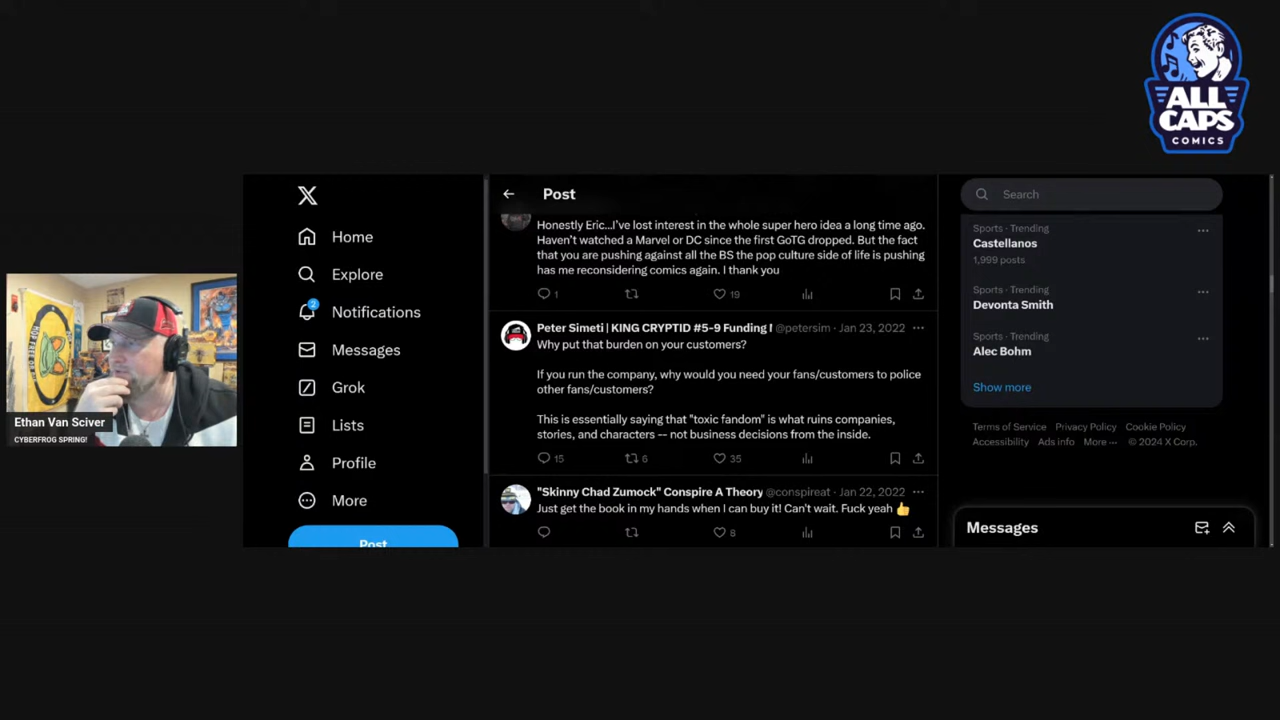 ALL
CAPS
COMICS
X
Home
Explore
2
Notifications
Messages
Grok
Lists
Profile
More
Post
Post
Honestly Eric...I've lost interest in the whole super hero idea a long time ago.
Haven't watched a Marvel or DC since the first GoTG dropped. But the fact
that you are pushing against all the BS the pop culture side of life is pushing
has me reconsidering comics again. I thank you
1
19
Peter Simeti | KING CRYPTID #5-9 Funding @petersim · Jan 23, 2022
Why put that burden on your customers?
If you run the company, why would you need your fans/customers to police
other fans/customers?
This is essentially saying that "toxic fandom" is what ruins companies,
stories, and characters -- not business decisions from the inside.
15 6 35
"Skinny Chad Zumock" Conspire A Theory @conspireat · Jan 22, 2022
Just get the book in my hands when I can buy it! Can't wait. Fuck yeah 👍
8
Search
Sports · Trending
Castellanos
1,999 posts
Sports · Trending
Devonta Smith
Sports · Trending
Alec Bohm
Show more
Terms of Service Privacy Policy Cookie Policy
Accessibility Ads info More ··· © 2024 X Corp.
Messages
Ethan Van Sciver
CYBERFROG SPRING!